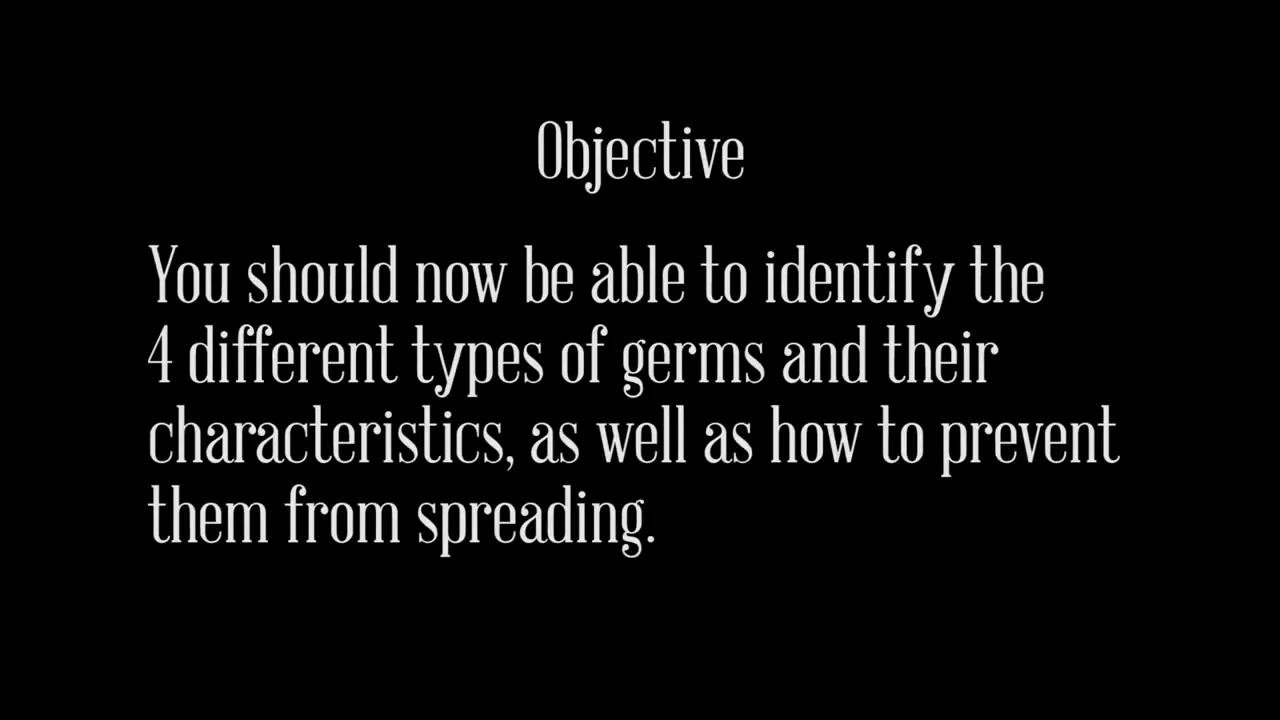 Objective
You should now be able to identify the
4 different types of germs and their
characteristics, as well as how to prevent
them from spreading.